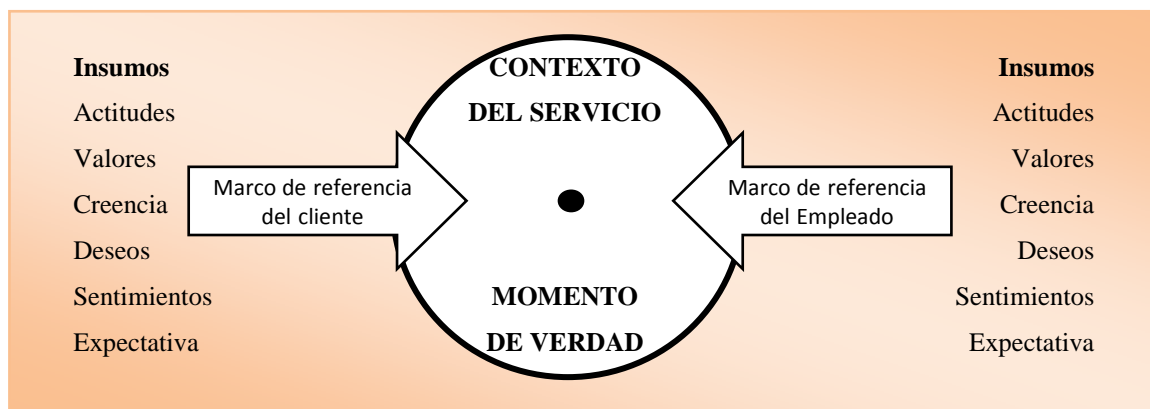 Insumos
Actitudes
Valores
Creencia
Deseos
Sentimientos
Expectativa
Marco de referencia
del cliente
CONTEXTO
DEL SERVICIO
MOMENTO
DE VERDAD
Marco de referencia
del Empleado
Insumos
Actitudes
Valores
Creencia
Deseos
Sentimientos
Expectativa